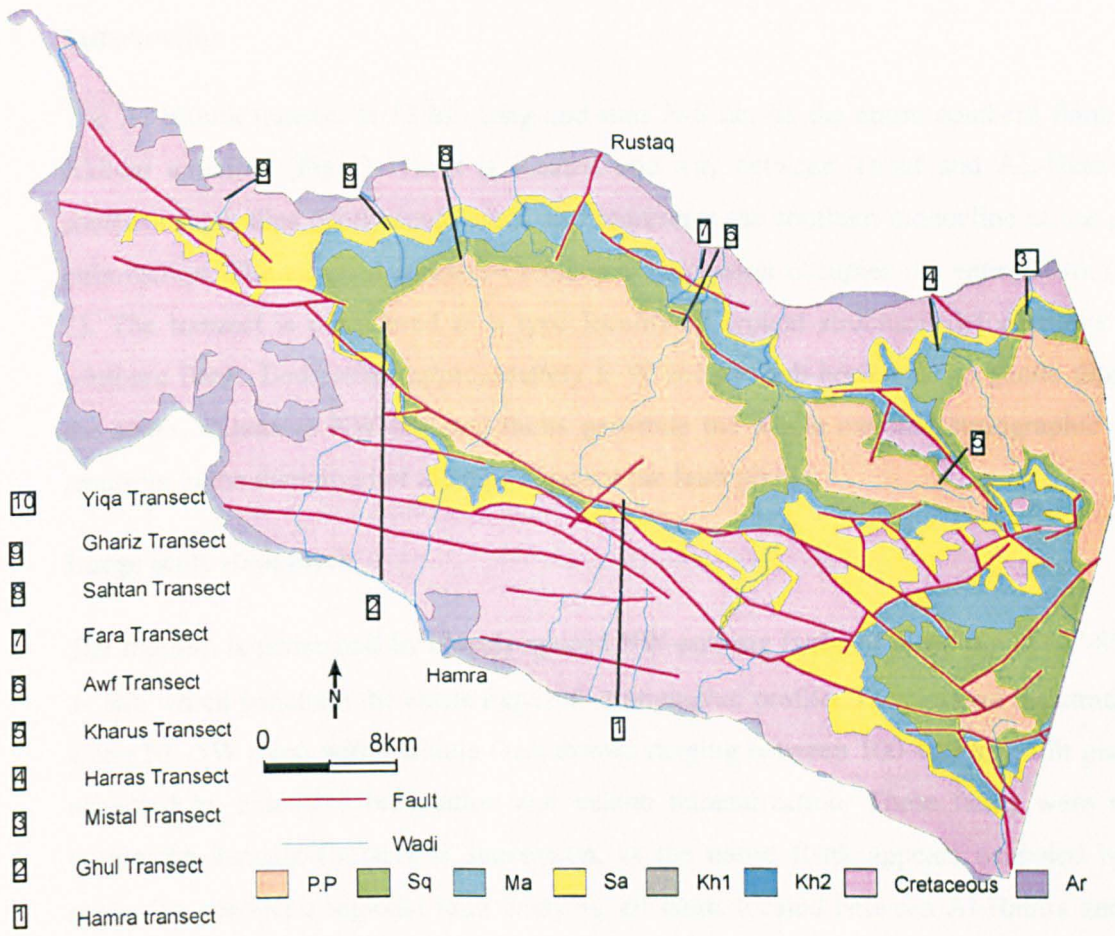 Rustaq
9
9
8
7
6
4
3
5
2
1
Hamra
N
0 8km
Fault
Wadi
10 Yiqa Transect
9 Ghariz Transect
8 Sahtan Transect
7 Fara Transect
6 Awf Transect
5 Kharus Transect
4 Harras Transect
3 Mistal Transect
2 Ghul Transect
1 Hamra transect
P.P Sq Ma Sa Kh1 Kh2 Cretaceous Ar